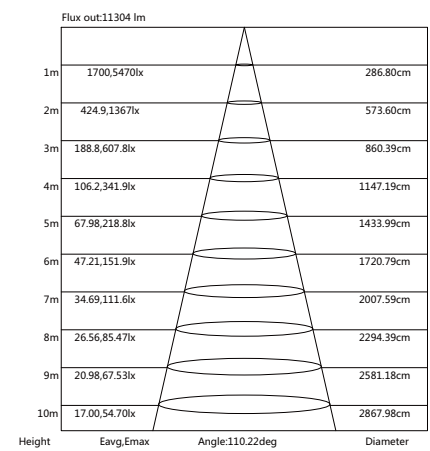 Flux out:11304 lm
1m 1700,5470lx 286.80cm
2m 424.9,1367lx 573.60cm
3m 188.8,607.8lx 860.39cm
4m 106.2,341.9lx 1147.19cm
5m 67.98,218.8lx 1433.99cm
6m 47.21,151.9lx 1720.79cm
7m 34.69,111.6lx 2007.59cm
8m 26.56,85.47lx 2294.39cm
9m 20.98,67.53lx 2581.18cm
10m 17.00,54.70lx 2867.98cm
Height Eavg,Emax Angle:110.22deg Diameter